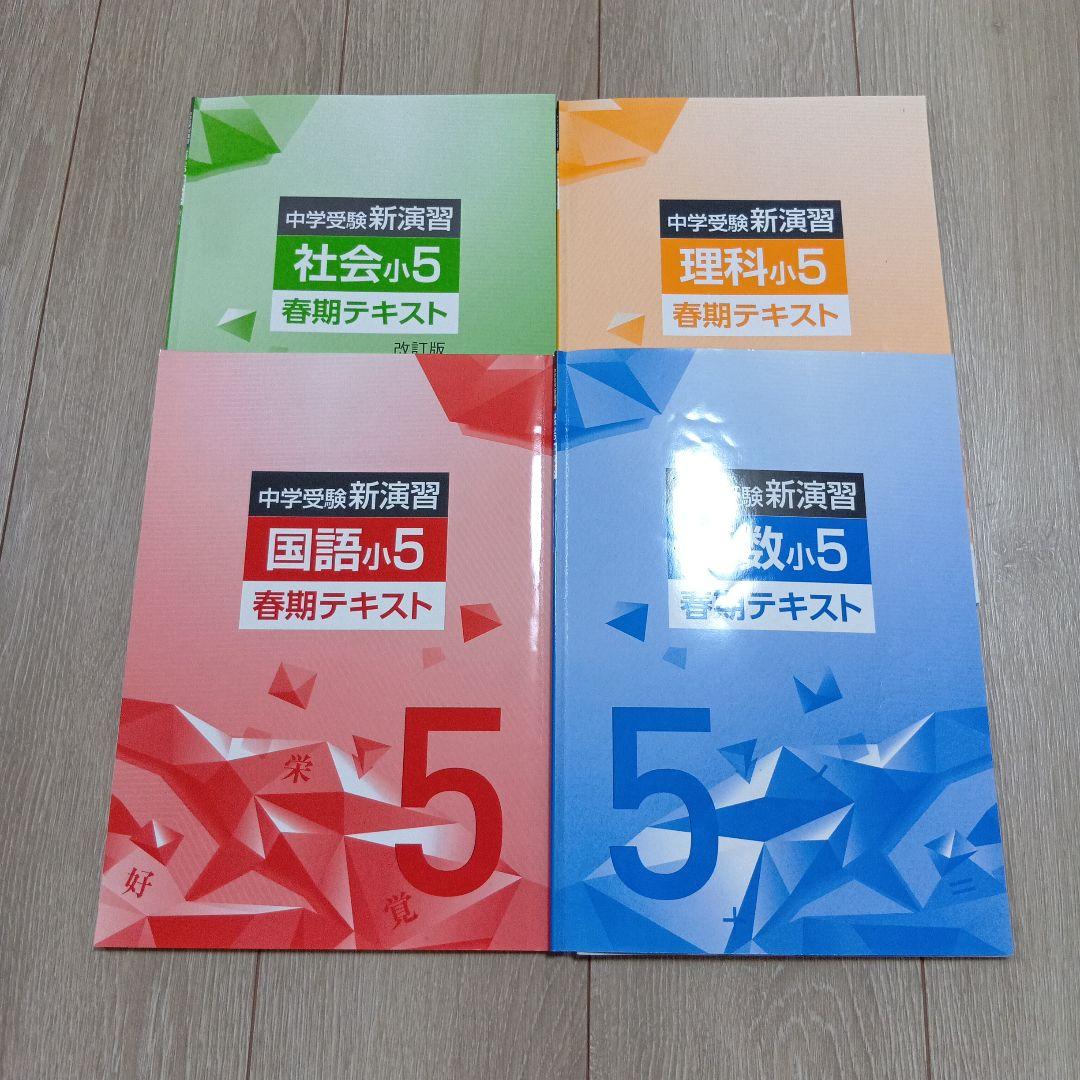 中学受験 新演習
社会小5
春期テキスト
改訂版
中学受験 新演習
理科小5
春期テキスト
中学受験 新演習
国語小5
春期テキスト
栄
5
好
覚
験 新演習
数小5
春期テキスト
5
+
=